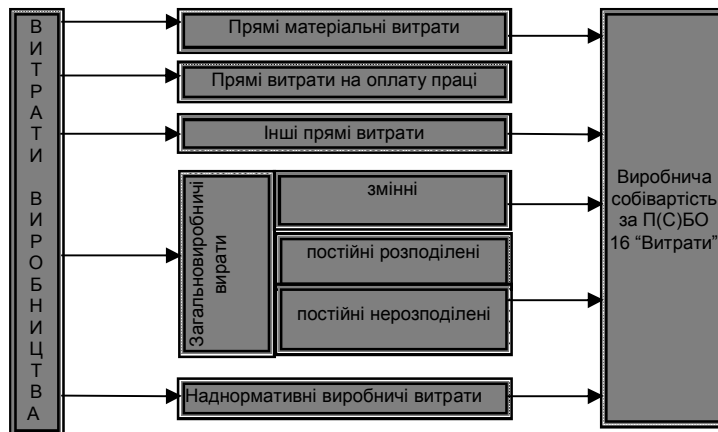 ВИТРАТИ ВИРОБНИЦТВА
Прямі матеріальні витрати
Прямі витрати на оплату праці
Інші прямі витрати
Загальновиробничі
вирати
змінні
постійні розподілені
постійні нерозподілені
Наднормативні виробничі витрати
Виробнича
собівартість
за П(С)БО
16 “Витрати”